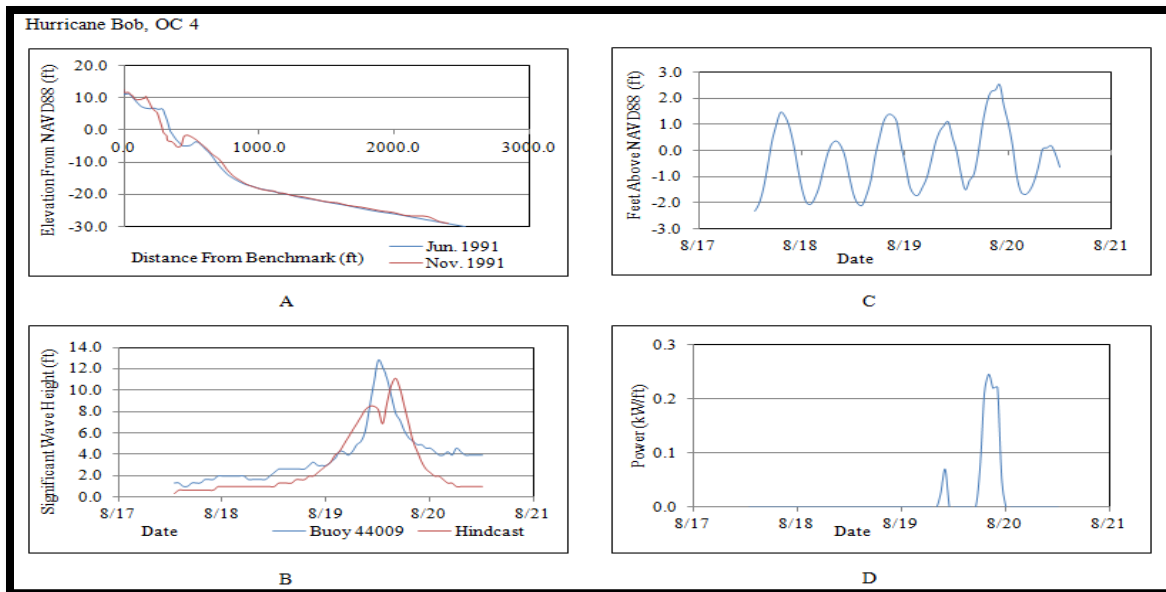 Hurricane Bob, OC 4
Elevation From NAVD88 (ft)
20.0
10.0
0.0
-10.0
-20.0
-30.0
0.0 1000.0 2000.0 3000.0
Distance From Benchmark (ft)
Jun. 1991
Nov. 1991
A
Feet Above NAVD88 (ft)
3.0
2.0
1.0
0.0
-1.0
-2.0
-3.0
8/17 8/18 8/19 8/20 8/21
Date
C
Significant Wave Height (ft)
14.0
12.0
10.0
8.0
6.0
4.0
2.0
0.0
8/17 8/18 8/19 8/20 8/21
Date
Buoy 44009 Hindcast
B
Power (kW/ft)
0.3
0.2
0.1
0.0
8/17 8/18 8/19 8/20 8/21
Date
D